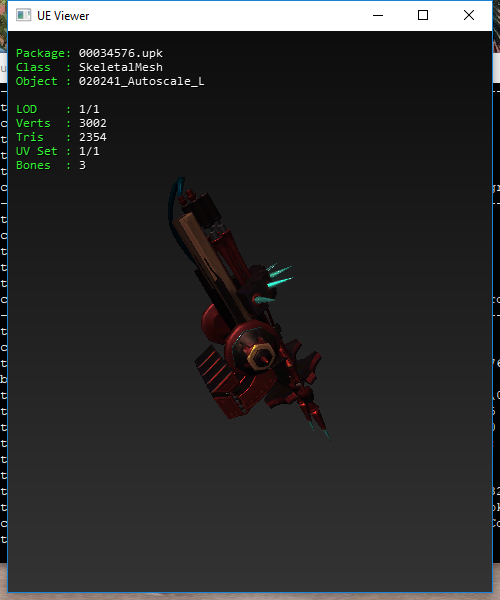 UE Viewer
Package: 00034576.upk
Class : SkeletalMesh
Object : 020241_Autoscale_L
LOD : 1/1
Verts : 3002
Tris : 2354
UV Set : 1/1
Bones : 3